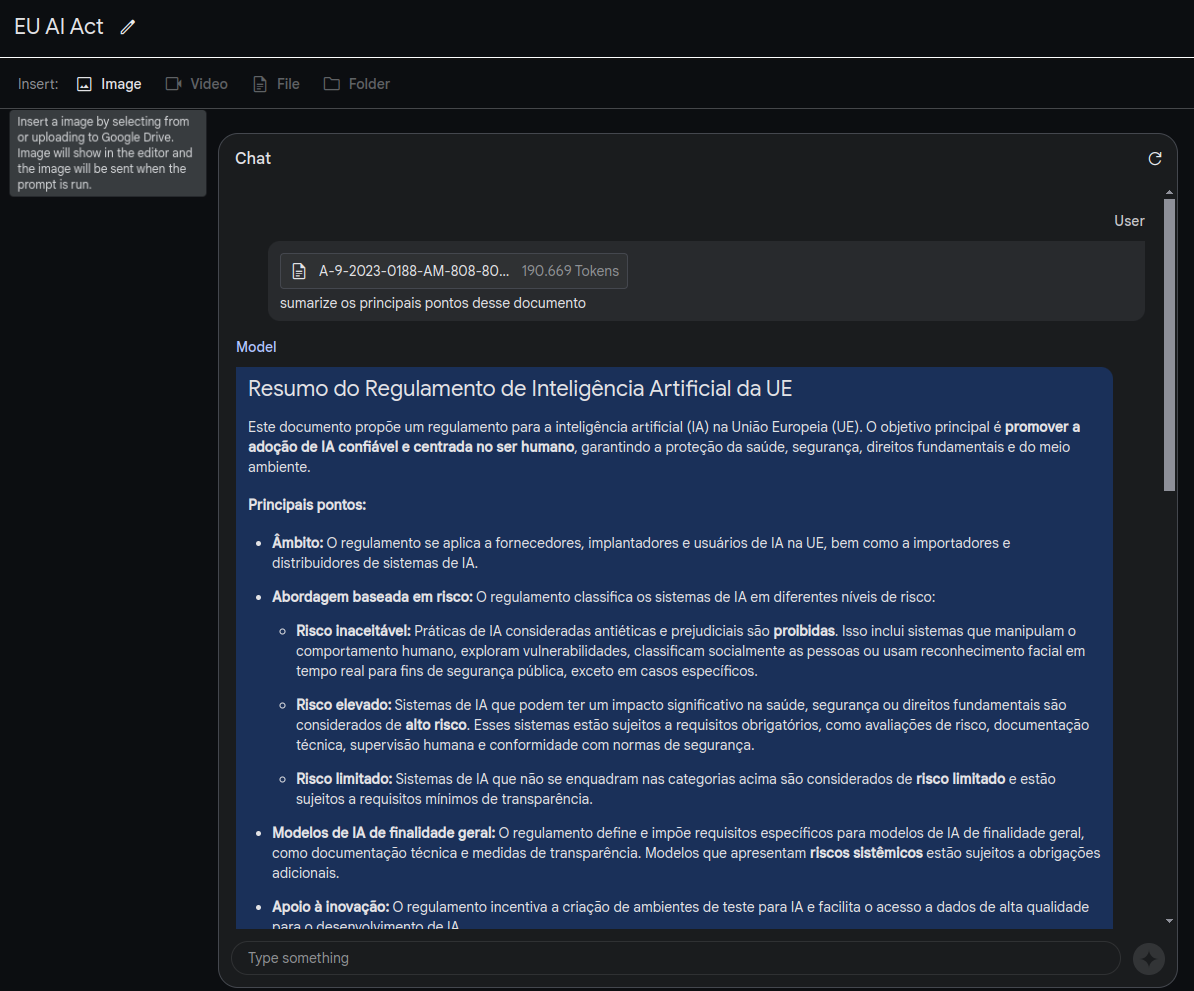 EU AI Act
Insert:
Image
Video
File
Folder
Insert a image by selecting from
or uploading to Google Drive.
Image will show in the editor and
the image will be sent when the
prompt is run.
Chat
User
A-9-2023-0188-AM-808-80... 190.669 Tokens
sumarize os principais pontos desse documento
Model
Resumo do Regulamento de Inteligência Artificial da UE
Este documento propõe um regulamento para a inteligência artificial (IA) na União Europeia (UE). O objetivo principal é promover a
adoção de IA confiável e centrada no ser humano, garantindo a proteção da saúde, segurança, direitos fundamentais e do meio
ambiente.
Principais pontos:
• Âmbito: O regulamento se aplica a fornecedores, implantadores e usuários de IA na UE, bem como a importadores e
distribuidores de sistemas de IA.
• Abordagem baseada em risco: O regulamento classifica os sistemas de IA em diferentes níveis de risco:
◦ Risco inaceitável: Práticas de IA consideradas antiéticas e prejudiciais são proibidas. Isso inclui sistemas que manipulam o
comportamento humano, exploram vulnerabilidades, classificam socialmente as pessoas ou usam reconhecimento facial em
tempo real para fins de segurança pública, exceto em casos específicos.
◦ Risco elevado: Sistemas de IA que podem ter um impacto significativo na saúde, segurança ou direitos fundamentais são
considerados de alto risco. Esses sistemas estão sujeitos a requisitos obrigatórios, como avaliações de risco, documentação
técnica, supervisão humana e conformidade com normas de segurança.
◦ Risco limitado: Sistemas de IA que não se enquadram nas categorias acima são considerados de risco limitado e estão
sujeitos a requisitos mínimos de transparência.
• Modelos de IA de finalidade geral: O regulamento define e impõe requisitos específicos para modelos de IA de finalidade geral,
como documentação técnica e medidas de transparência. Modelos que apresentam riscos sistêmicos estão sujeitos a obrigações
adicionais.
• Apoio à inovação: O regulamento incentiva a criação de ambientes de teste para IA e facilita o acesso a dados de alta qualidade
para o desenvolvimento de IA
Type something